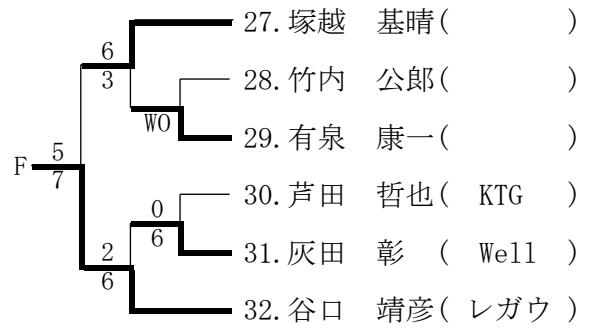 27.塚越　基晴(　　　　)
6
3
28.竹内　公郎(　　　　)
WO
29.有泉　康一(　　　　)
F 5
7
30.芦田　哲也(　KTG　)
0
6
31.灰田　彰　(　Well　)
2
6
32.谷口　靖彦( レガウ )